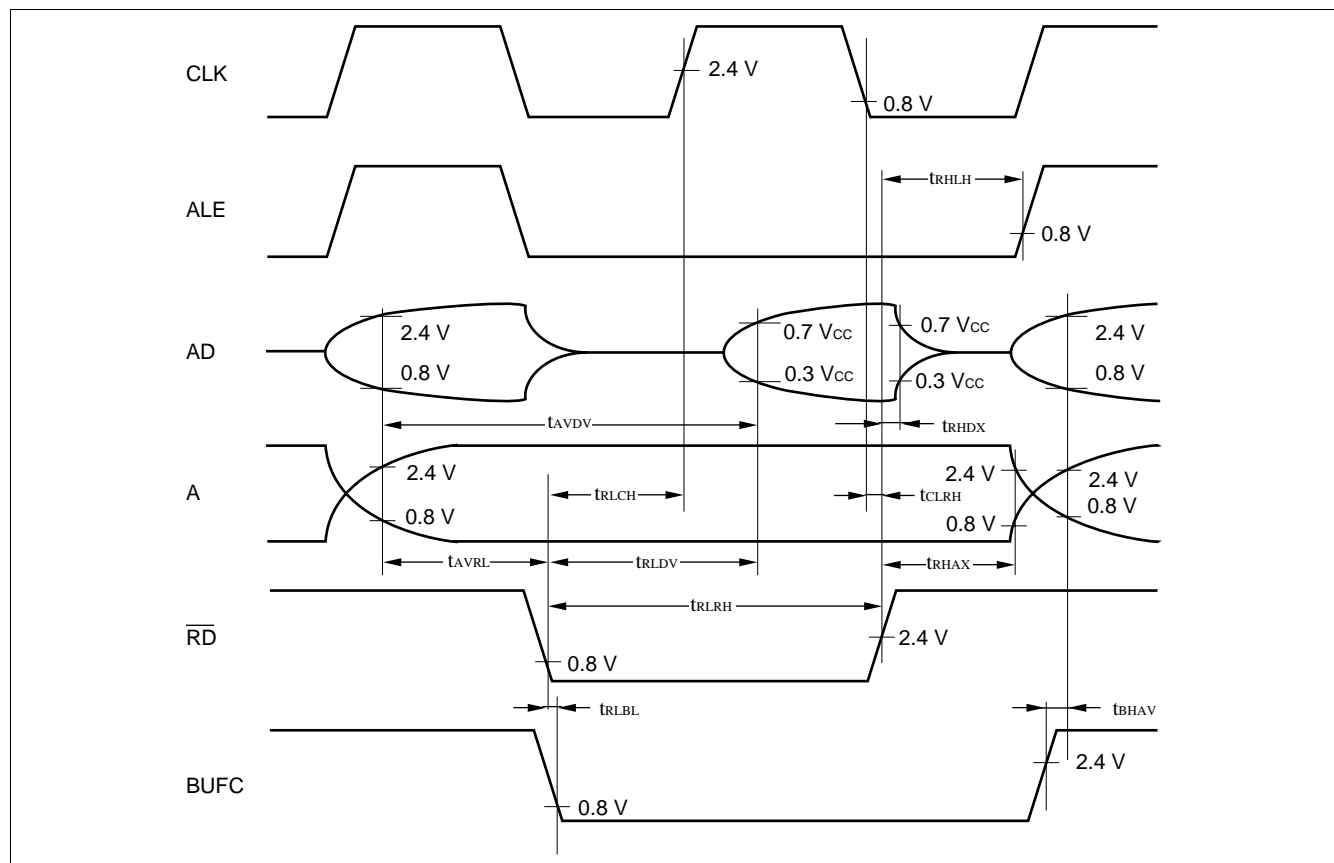 CLK
2.4 V
0.8 V
tRHLH
ALE
0.8 V
AD
2.4 V
0.8 V
0.7 VCC
0.3 VCC
0.7 VCC
0.3 VCC
2.4 V
0.8 V
tAVDV
tRHDX
A
2.4 V
0.8 V
tRLCH
2.4 V
0.8 V
tCLRH
2.4 V
0.8 V
tAVRL
tRLDV
tRHAX
tRLRH
RD
0.8 V
2.4 V
tRLBL
tBHAV
BUFC
0.8 V
2.4 V